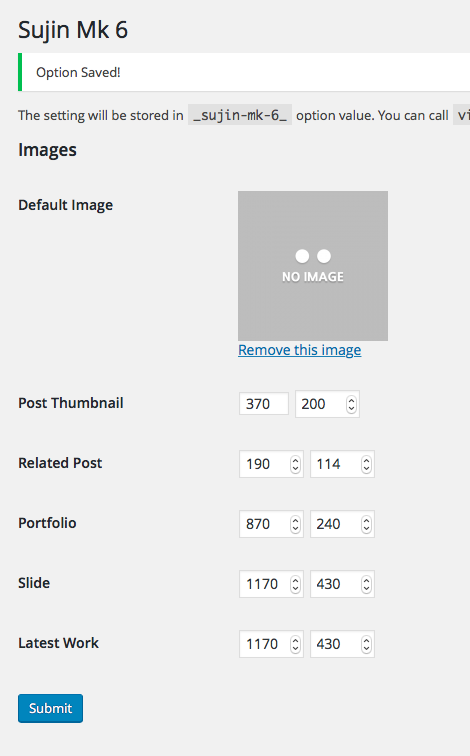 Sujin Mk 6
Option Saved!
The setting will be stored in _sujin-mk-6_ option value. You can call
Images
Default Image
NO IMAGE
Remove this image
Post Thumbnail 370 200
Related Post 190 114
Portfolio 870 240
Slide 1170 430
Latest Work 1170 430
Submit